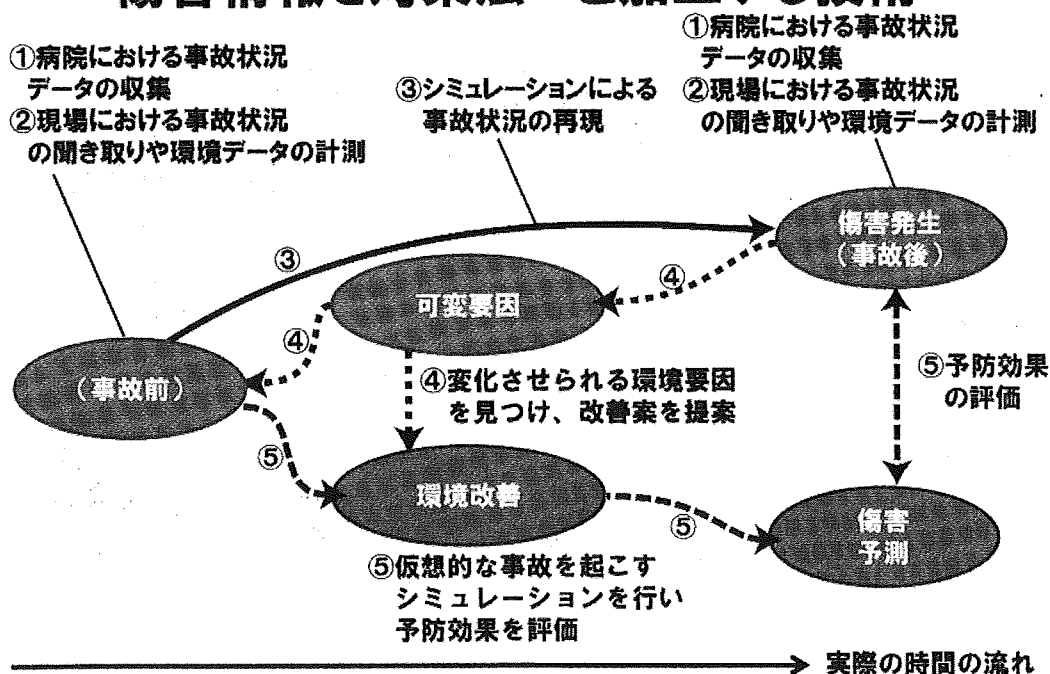 ①病院における事故状況
データの収集
②現場における事故状況
の聞き取りや環境データの計測
③シミュレーションによる
事故状況の再現
①病院における事故状況
データの収集
②現場における事故状況
の聞き取りや環境データの計測
傷害発生
(事故後)
③
④
可変要因
④
(事故前)
④変化させられる環境要因
を見つけ、改善案を提案
⑤予防効果
の評価
⑤
環境改善
⑤
傷害
予測
⑤仮想的な事故を起こす
シミュレーションを行い
予防効果を評価
実際の時間の流れ